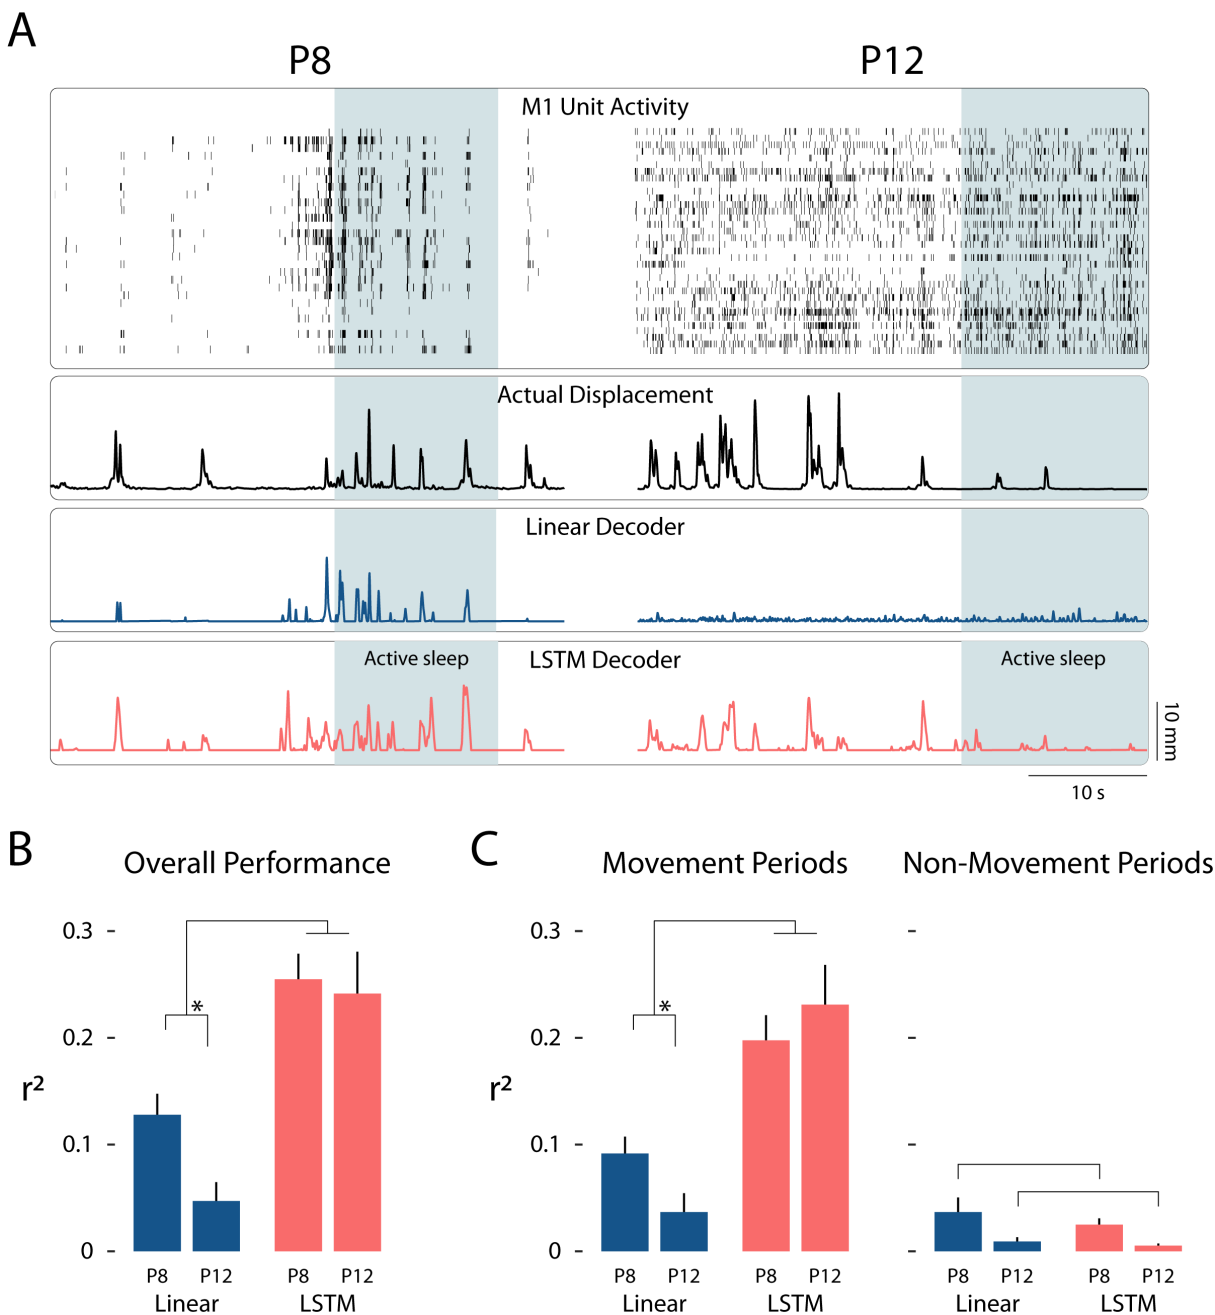 A
P8 P12
M1 Unit Activity
Actual Displacement
Linear Decoder
Active sleep LSTM Decoder Active sleep
10 mm
10 s
B C
Overall Performance Movement Periods Non-Movement Periods
0.3 0.3
* *
0.2 0.2
r² r²
0.1 0.1
0 0
P8 P12 P8 P12 P8 P12 P8 P12 P8 P12 P8 P12
Linear LSTM Linear LSTM Linear LSTM